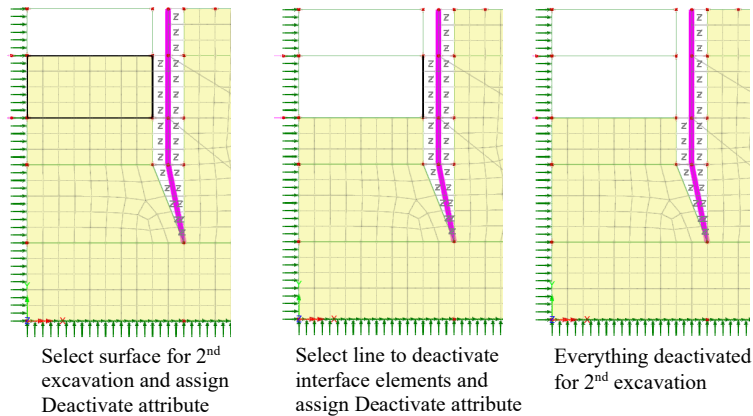 Select surface for 2nd
excavation and assign
Deactivate attribute
Select line to deactivate
interface elements and
assign Deactivate attribute
Everything deactivated
for 2nd excavation